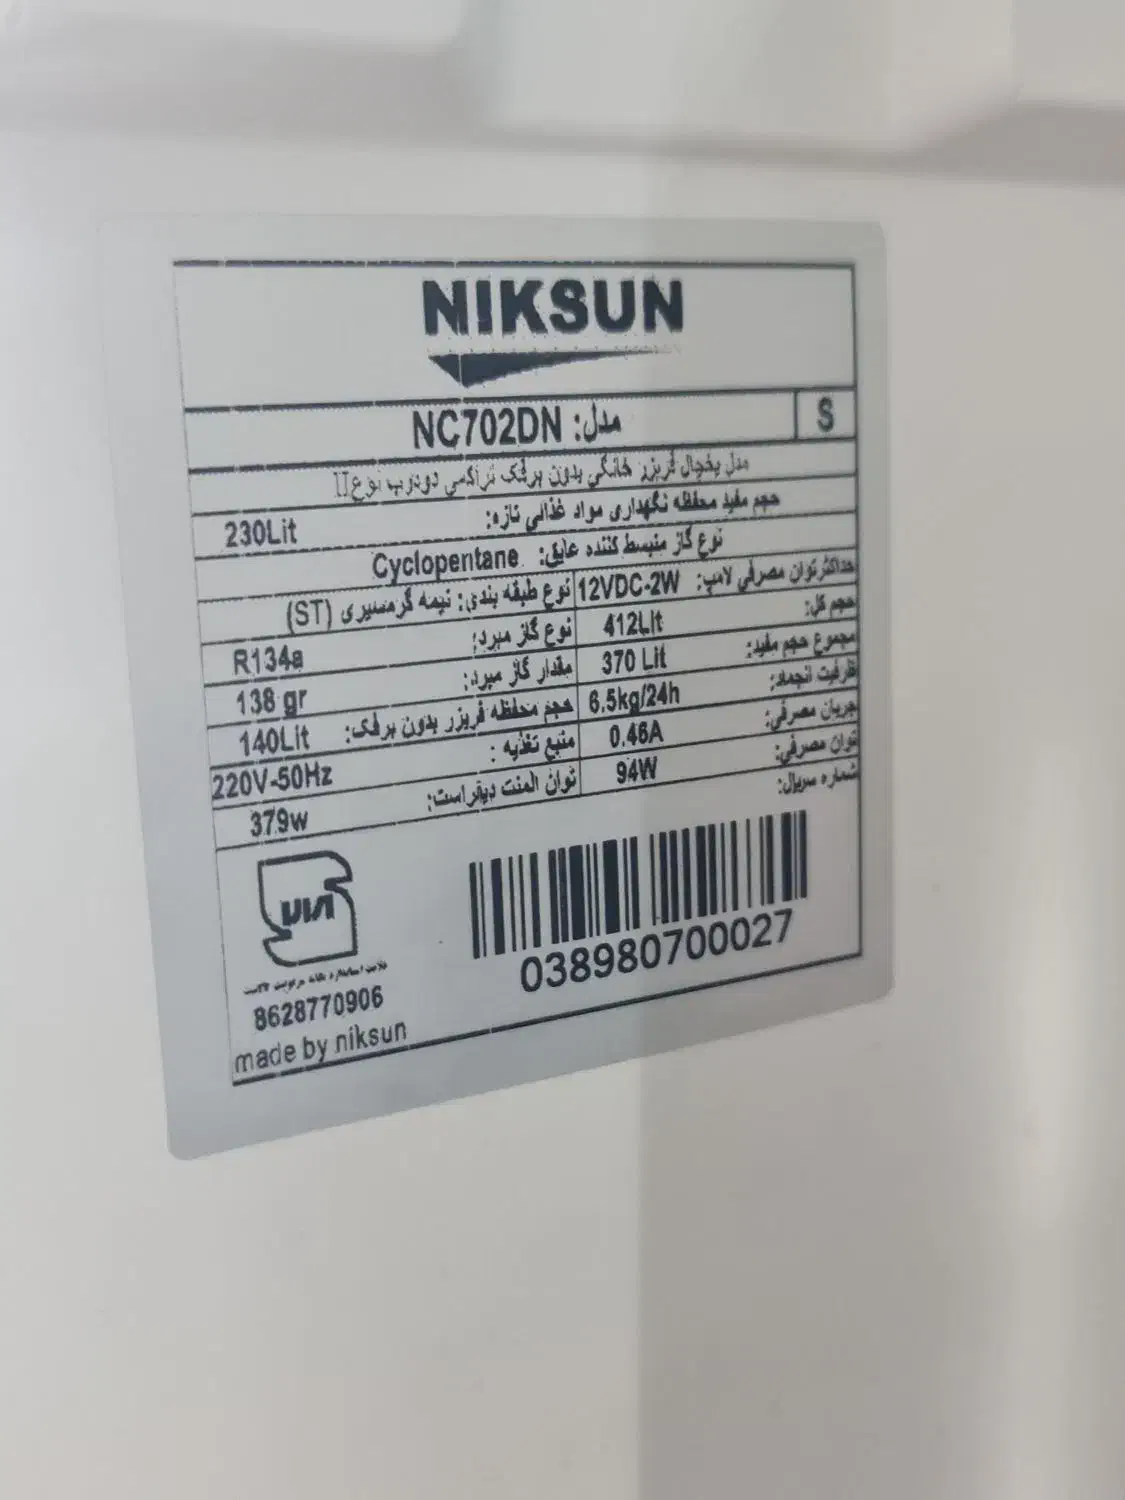 NIKSUN
مدل: NC702DN
S
مدل یخچال فریزر خانگی بدون برفک تراکمی دودرب نوع II
حجم مفید محفظه نگهداری مواد غذائی تازه: 230Lit
نوع گاز منبسط کننده عایق: Cyclopentane
حداکثرتوان مصرفی لامپ: 12VDC-2W
نوع طبقه بندی: نیمه گرمسیری (ST)
حجم کل: 412Lit
نوع گاز مبرد: R134a
مجموع حجم مفید: 370 Lit
مقدار گاز مبرد: 138 gr
ظرفیت انجماد: 6.5kg/24h
حجم محفظه فریزر بدون برفک: 140Lit
جریان مصرفی: 0.46A
منبع تغذیه : 220V-50Hz
توان مصرفی: 94W
توان المنت دیفراست: 379w
شماره سریال:
038980700027
8628770906
made by niksun